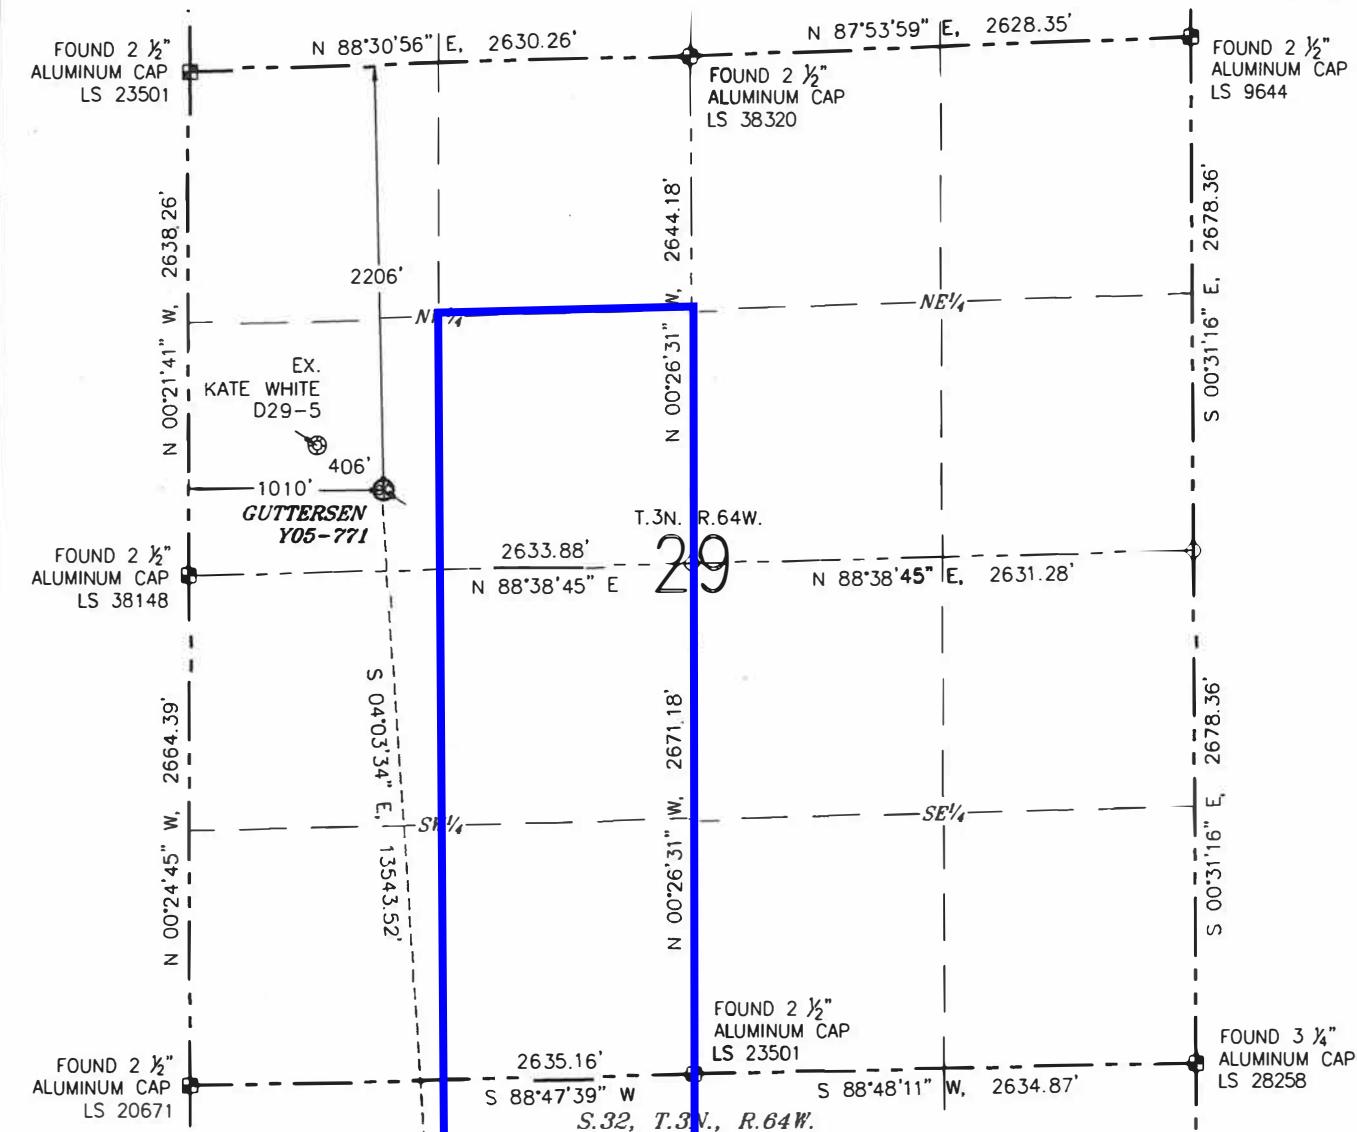 N 88°30'56" E, 2630.26'
N 87°53'59" E, 2628.35'
FOUND 2 ½"
ALUMINUM CAP
LS 23501
FOUND 2 ½"
ALUMINUM CAP
LS 38320
FOUND 2 ½"
ALUMINUM CAP
LS 9644
N 00°21'41" W, 2638.26'
2206'
N 00°26'31" W, 2644.18'
S 00°31'16" E, 2678.36'
NE¼
EX.
KATE WHITE
D29-5
406'
1010'
GUTTERSEN
Y05-771
T.3N. R.64W.
29
FOUND 2 ½"
ALUMINUM CAP
LS 38148
2633.88'
N 88°38'45" E
N 88°38'45" E, 2631.28'
N 00°24'45" W, 2664.39'
S 04°03'34" E, 13543.52'
N 00°26'31" W, 2671.18'
S 00°31'16" E, 2678.36'
SW¼
SE¼
FOUND 2 ½"
ALUMINUM CAP
LS 20671
2635.16'
S 88°47'39" W
FOUND 2 ½"
ALUMINUM CAP
LS 23501
S 88°48'11" W, 2634.87'
FOUND 3 ¼"
ALUMINUM CAP
LS 28258
S.32, T.3N., R.64W.